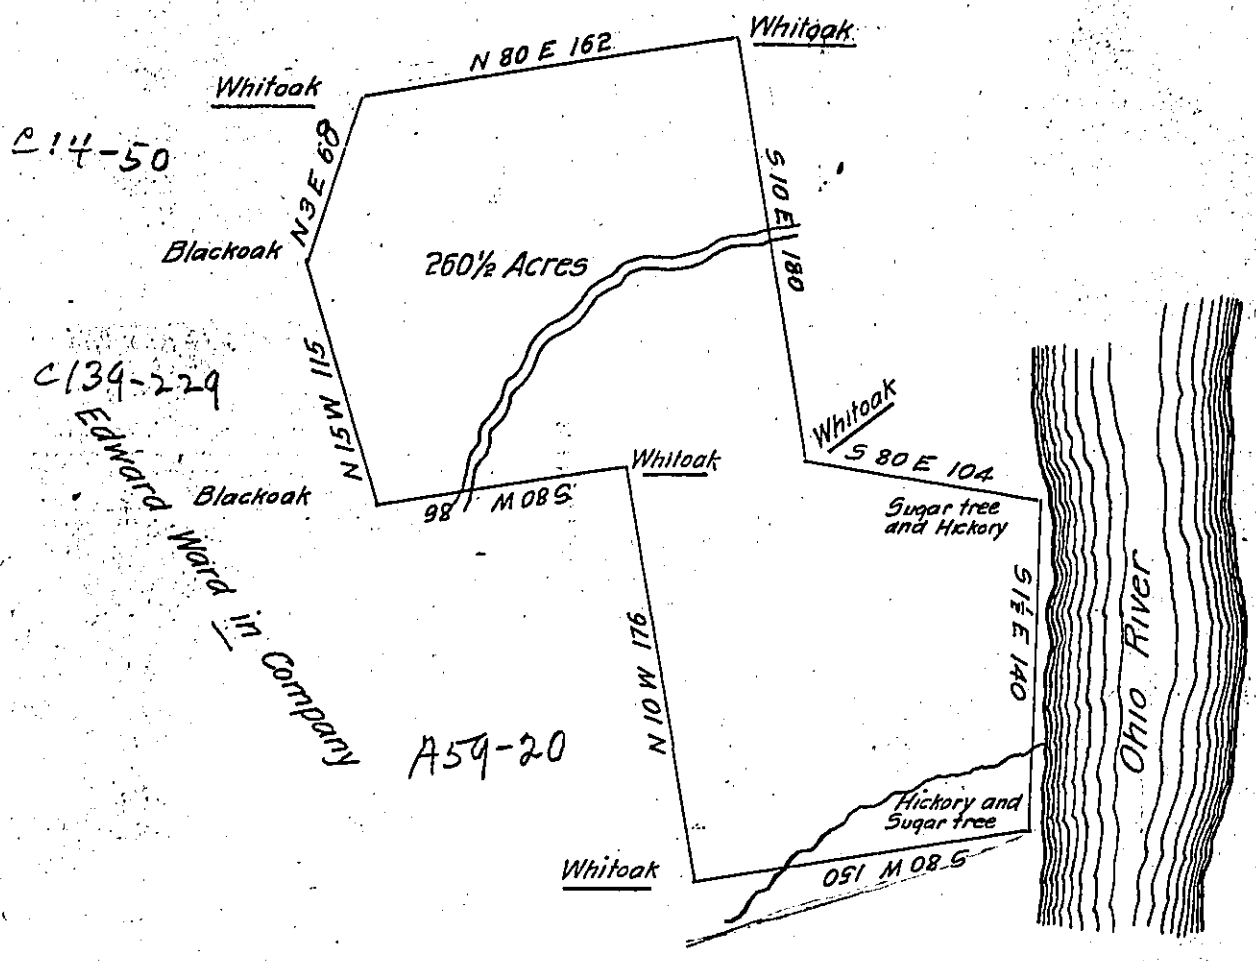 N 80 E 162
Whitoak
Whitoak
C14-50
N 3 E 68
S 10 E 180
Blackoak
260½ Acres
C139-229
N 15 W 115
Edward Ward in Company
Whitoak
S 80 E 104
Whitoak
Blackoak
S 80 W 98
Sugar tree
and Hickory
S 1½ E 140
Ohio River
N 10 W 176
A59-20
Hickory and
Sugar tree
Whitoak
S 80 W 150